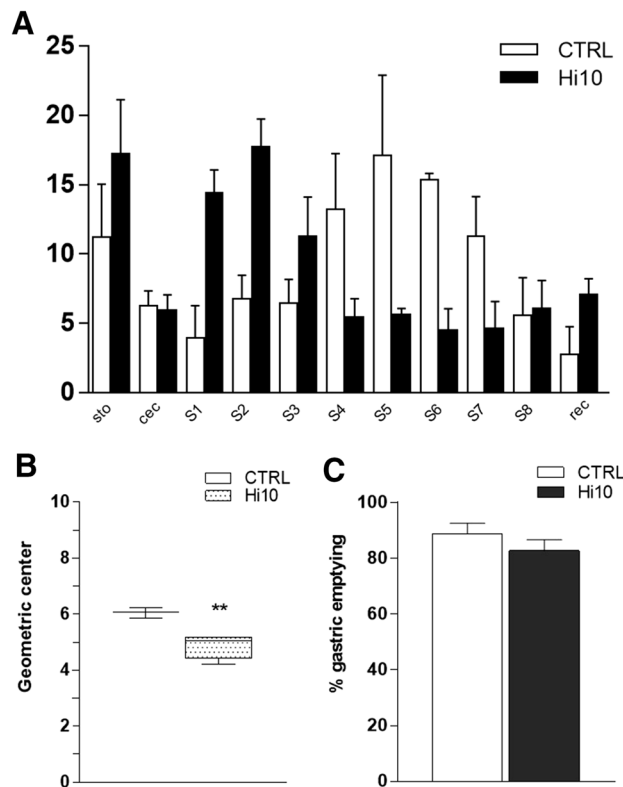 A
CTRL
Hi10
25
20
15
10
5
0
sto cec S1 S2 S3 S4 S5 S6 S7 S8 rec
B
CTRL
Hi10
Geometric center
10
8
6
4
2
0
**
C
CTRL
Hi10
% gastric emptying
100
80
60
40
20
0